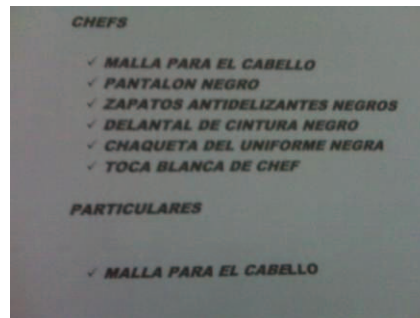 CHEFS
✓ MALLA PARA EL CABELLO
✓ PANTALON NEGRO
✓ ZAPATOS ANTIDELIZANTES NEGROS
✓ DELANTAL DE CINTURA NEGRO
✓ CHAQUETA DEL UNIFORME NEGRA
✓ TOCA BLANCA DE CHEF
PARTICULARES
✓ MALLA PARA EL CABELLO